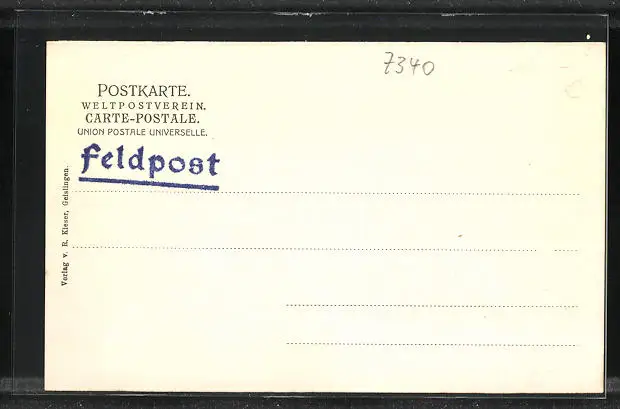 7340
POSTKARTE.
WELTPOSTVEREIN.
CARTE-POSTALE.
UNION POSTALE UNIVERSELLE.
Feldpost
Verlag v. R. Kieser, Geislingen.